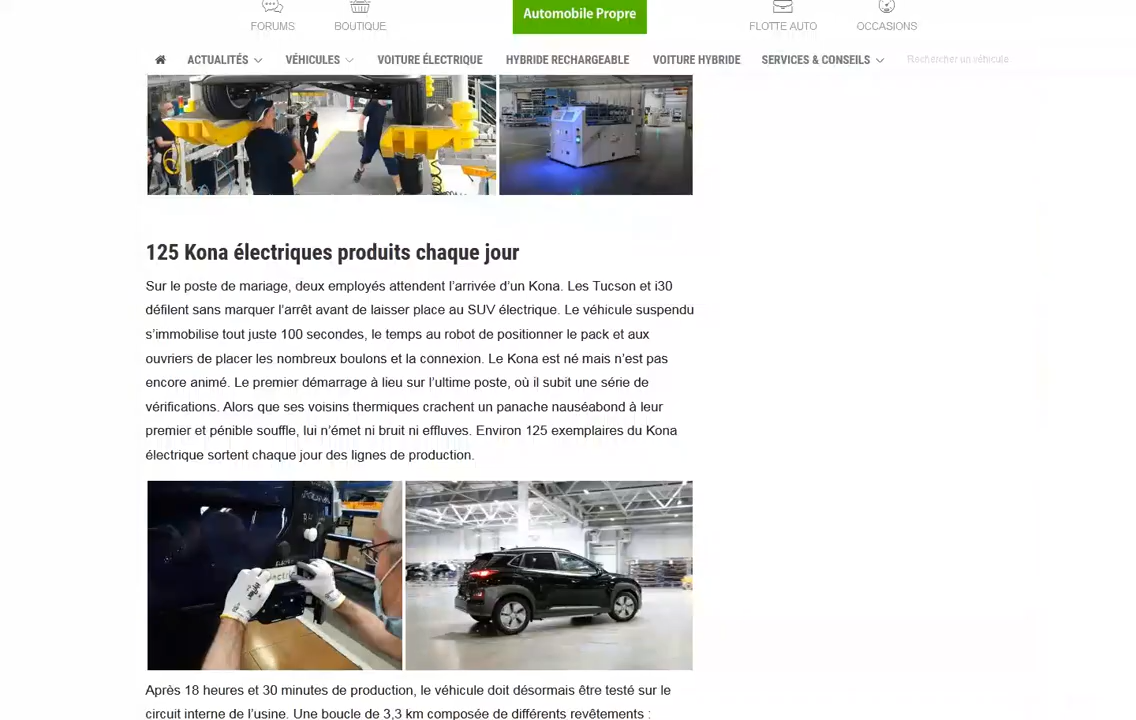 FORUMS
BOUTIQUE
Automobile Propre
FLOTTE AUTO
OCCASIONS
ACTUALITÉS
VÉHICULES
VOITURE ÉLECTRIQUE
HYBRIDE RECHARGEABLE
VOITURE HYBRIDE
SERVICES & CONSEILS
Rechercher un véhicule
125 Kona électriques produits chaque jour
Sur le poste de mariage, deux employés attendent l’arrivée d’un Kona. Les Tucson et i30
défilent sans marquer l’arrêt avant de laisser place au SUV électrique. Le véhicule suspendu
s’immobilise tout juste 100 secondes, le temps au robot de positionner le pack et aux
ouvriers de placer les nombreux boulons et la connexion. Le Kona est né mais n’est pas
encore animé. Le premier démarrage à lieu sur l’ultime poste, où il subit une série de
vérifications. Alors que ses voisins thermiques crachent un panache nauséabond à leur
premier et pénible souffle, lui n’émet ni bruit ni effluves. Environ 125 exemplaires du Kona
électrique sortent chaque jour des lignes de production.
Après 18 heures et 30 minutes de production, le véhicule doit désormais être testé sur le
circuit interne de l’usine. Une boucle de 3,3 km composée de différents revêtements :